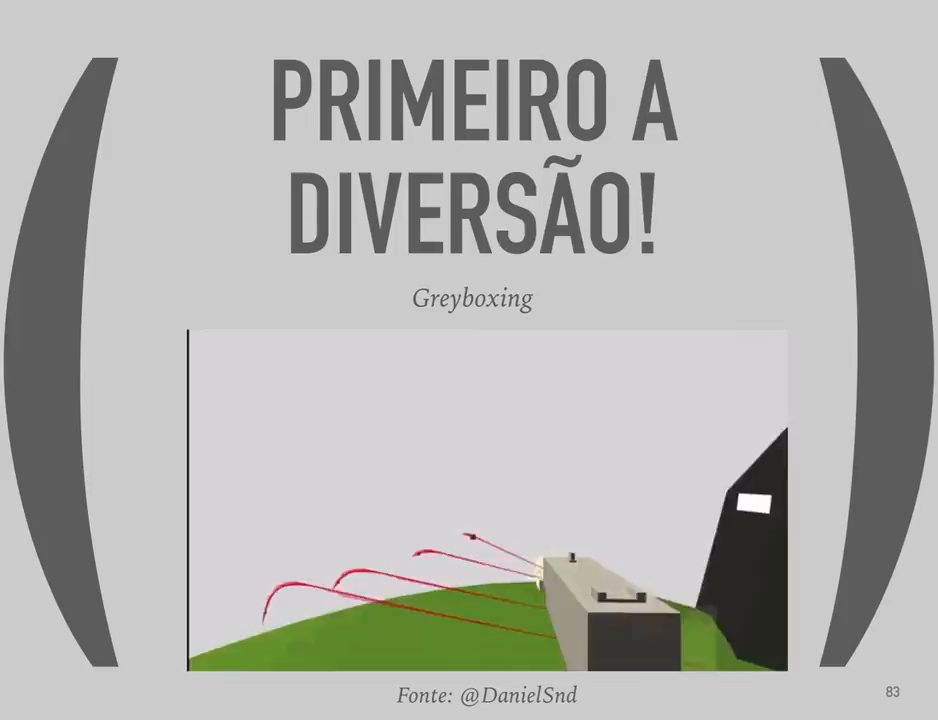 PRIMEIRO A
DIVERSÃO!
Greyboxing
Fonte: @DanielSnd
83